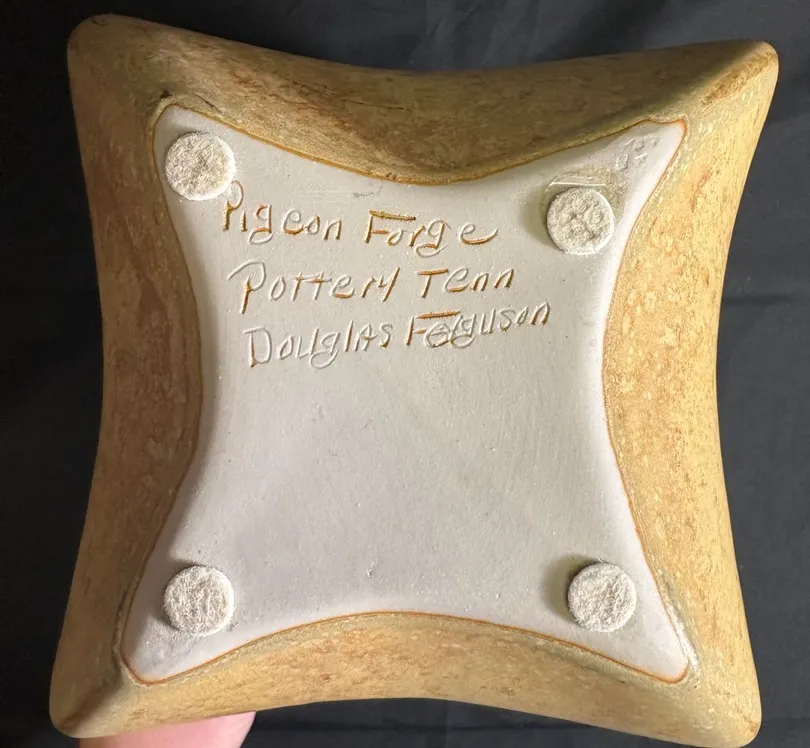 Pigeon Forge
Pottery Tenn
Douglas Ferguson